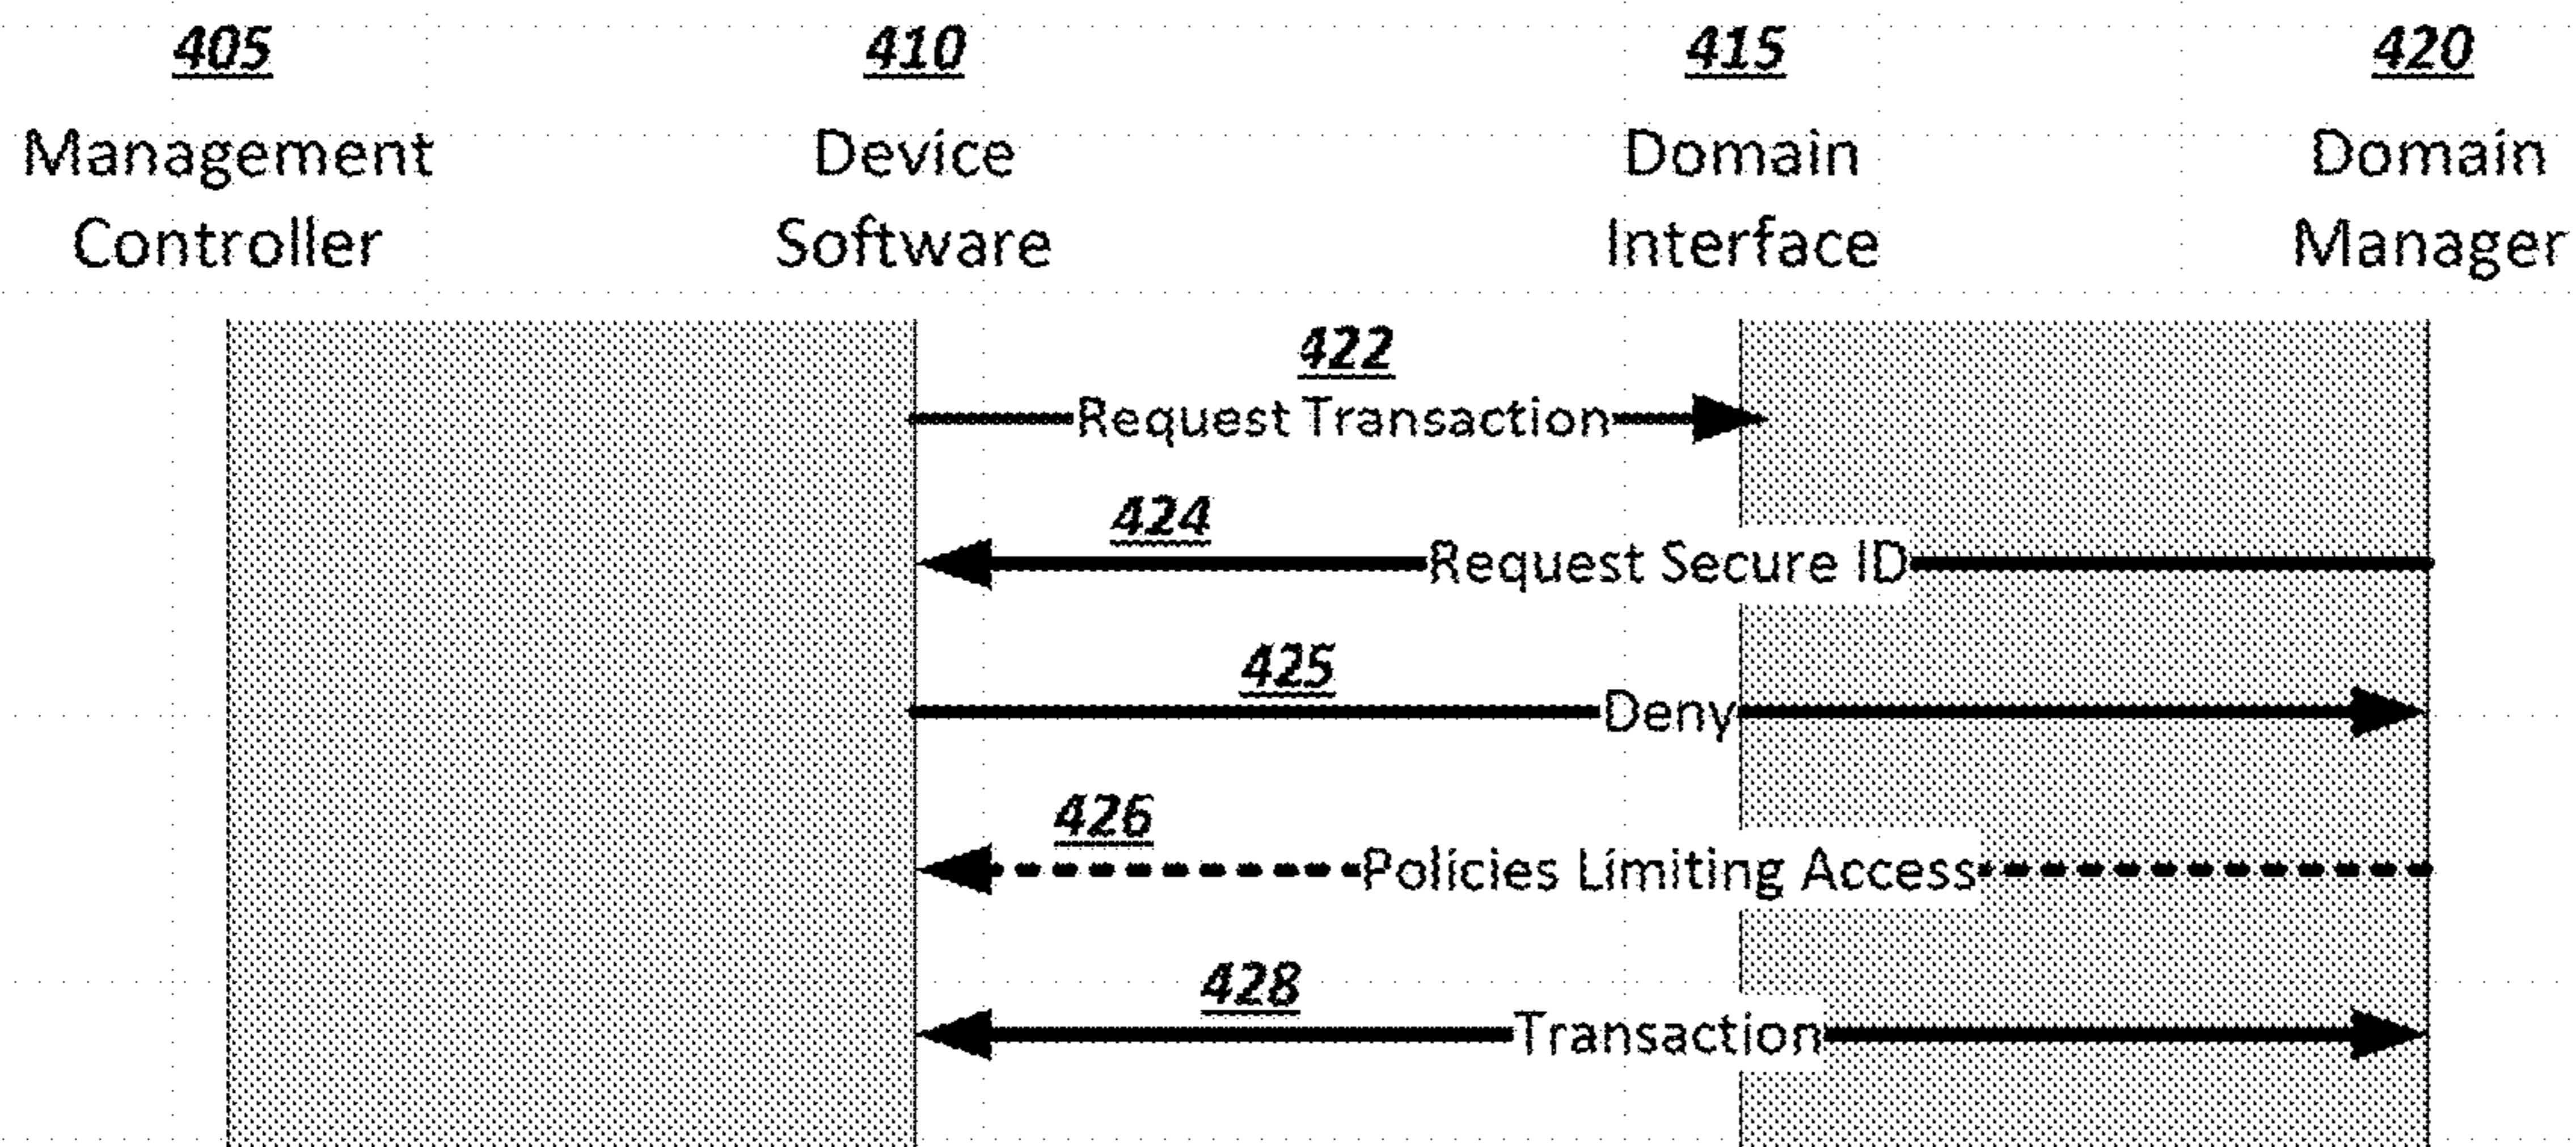 405 410 415 420
Management Device Domain Domain
Controller Software Interface Manager
422
Request Transaction
424
Request Secure ID
425
Deny
426
Policies Limiting Access
428
Transaction